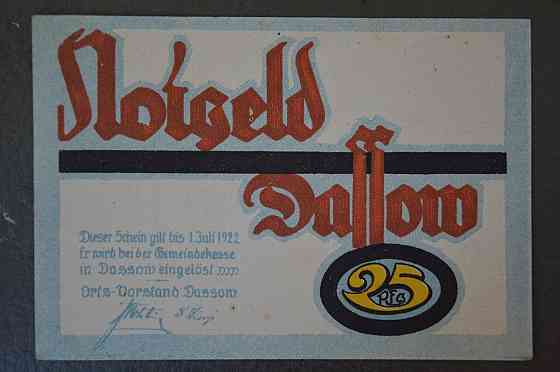 Notgeld
Dassow
Dieser Schein gilt bis 1. Juli 1922
Er wird bei der Gemeindekasse
in Dassow eingelöst
Orts-Vorstand Dassow
25
Pfg